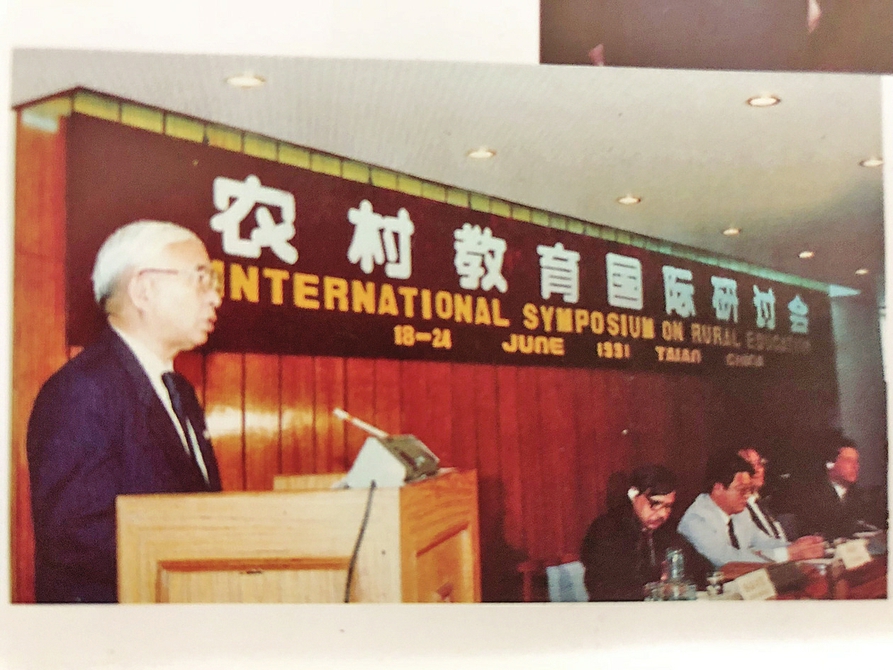 农村教育国际研讨会
INTERNATIONAL SYMPOSIUM ON RURAL EDUCATION
18-24 JUNE 1991 TAIAN CHINA